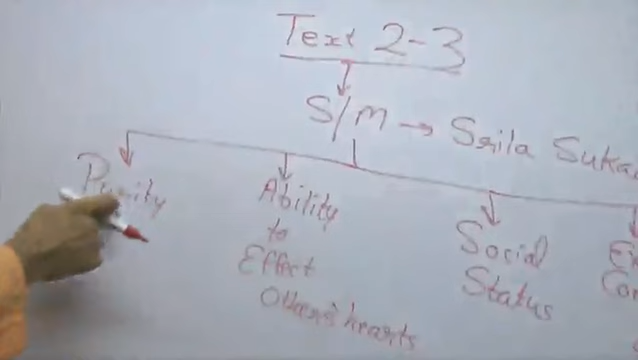 Text 2-3
S/M → Srila
Purity
Ability
to
Effect
Others' hearts
Social
Status